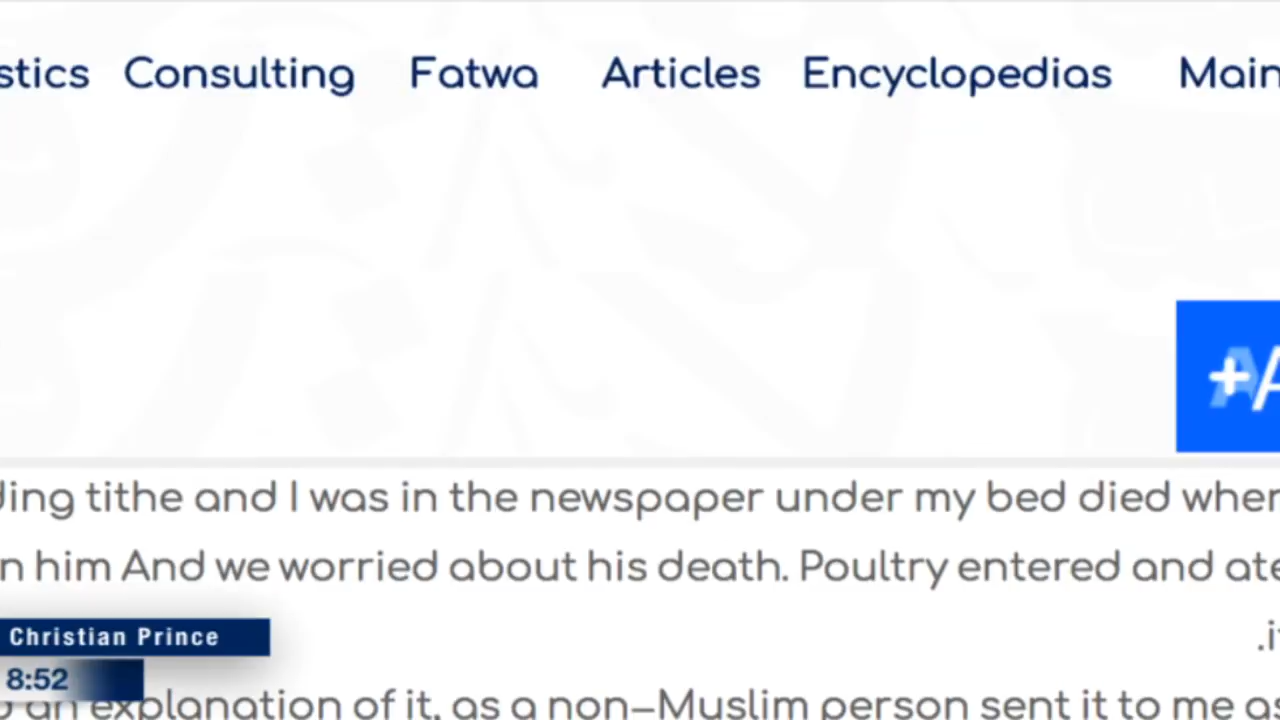 stics Consulting Fatwa Articles Encyclopedias Main
+A
ding tithe and I was in the newspaper under my bed died when
n him And we worried about his death. Poultry entered and ate
.it
Christian Prince
8:52
o an explanation of it, as a non–Muslim person sent it to me as